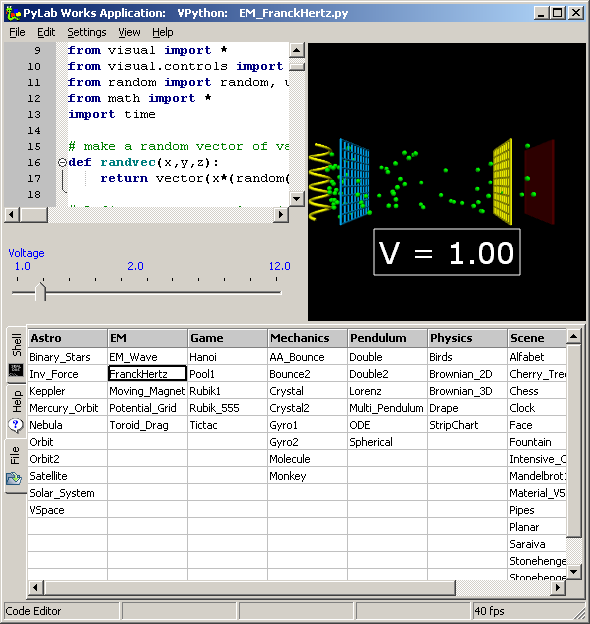 PyLab Works Application:   VPython:   EM_FranckHertz.py
File Edit Settings View Help
9 from visual import *
10 from visual.controls import
11 from random import random, u
12 from math import *
13 import time
14
15 # make a random vector of va
16 def randvec(x,y,z):
17 return vector(x*(random(
18
V = 1.00
Voltage
1.0 2.0 12.0
Shell
Help
File
Astro EM Game Mechanics Pendulum Physics Scene
Binary_Stars EM_Wave Hanoi AA_Bounce Double Birds Alfabet
Inv_Force FranckHertz Pool1 Bounce2 Double2 Brownian_2D Cherry_Tree
Keppler Moving_Magnet Rubik1 Crystal Lorenz Brownian_3D Chess
Mercury_Orbit Potential_Grid Rubik_555 Crystal2 Multi_Pendulum Drape Clock
Nebula Toroid_Drag Tictac Gyro1 ODE StripChart Face
Orbit Gyro2 Spherical Fountain
Orbit2 Molecule Intensive_C
Satellite Monkey Mandelbrot
Solar_System Material_VS
VSpace Pipes
Planar
Saraiva
Stonehenge
Stonehenge
Code Editor 40 fps